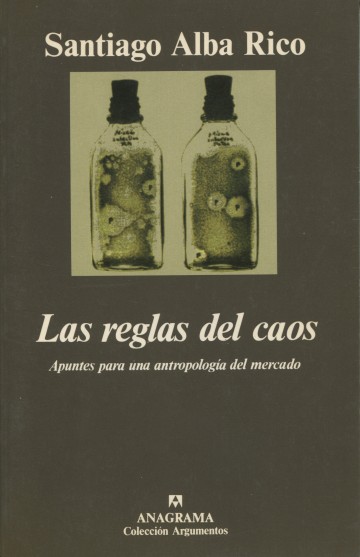 Santiago Alba Rico
Las reglas del caos
Apuntes para una antropología del mercado
ANAGRAMA
Colección Argumentos